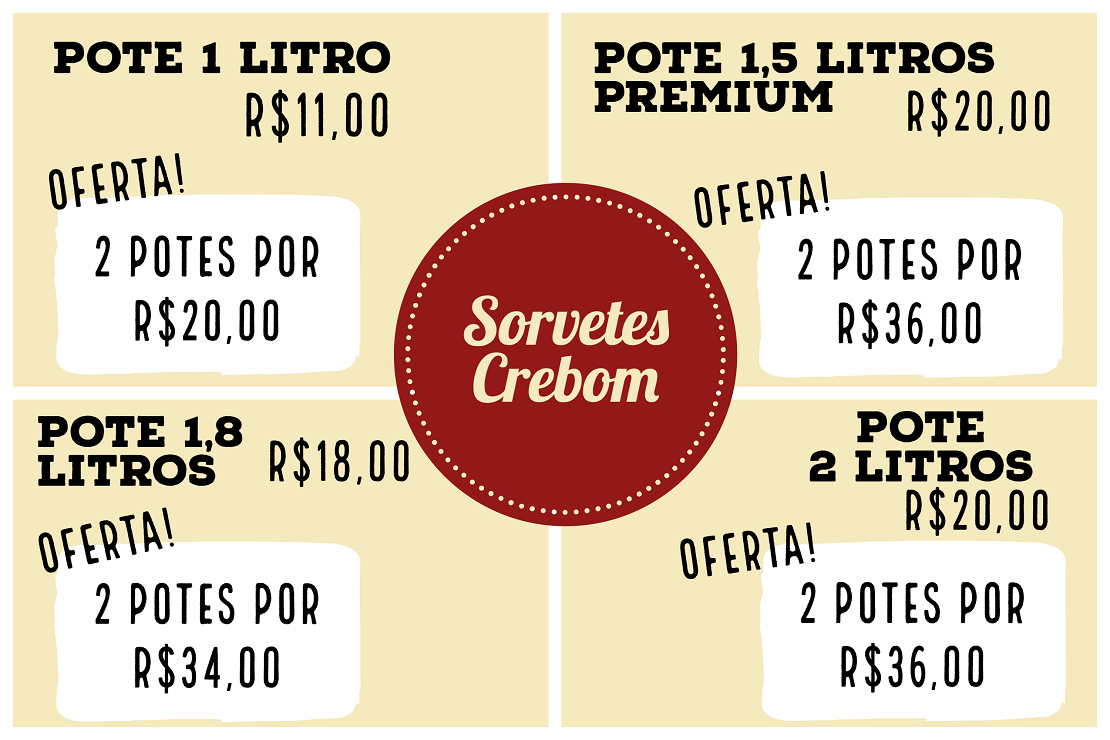 POTE 1 LITRO
R$11,00
OFERTA!
2 POTES POR
R$20,00
POTE 1,5 LITROS
PREMIUM
R$20,00
OFERTA!
2 POTES POR
R$36,00
Sorvetes
Crebom
POTE 1,8
LITROS
R$18,00
OFERTA!
2 POTES POR
R$34,00
POTE
2 LITROS
R$20,00
OFERTA!
2 POTES POR
R$36,00